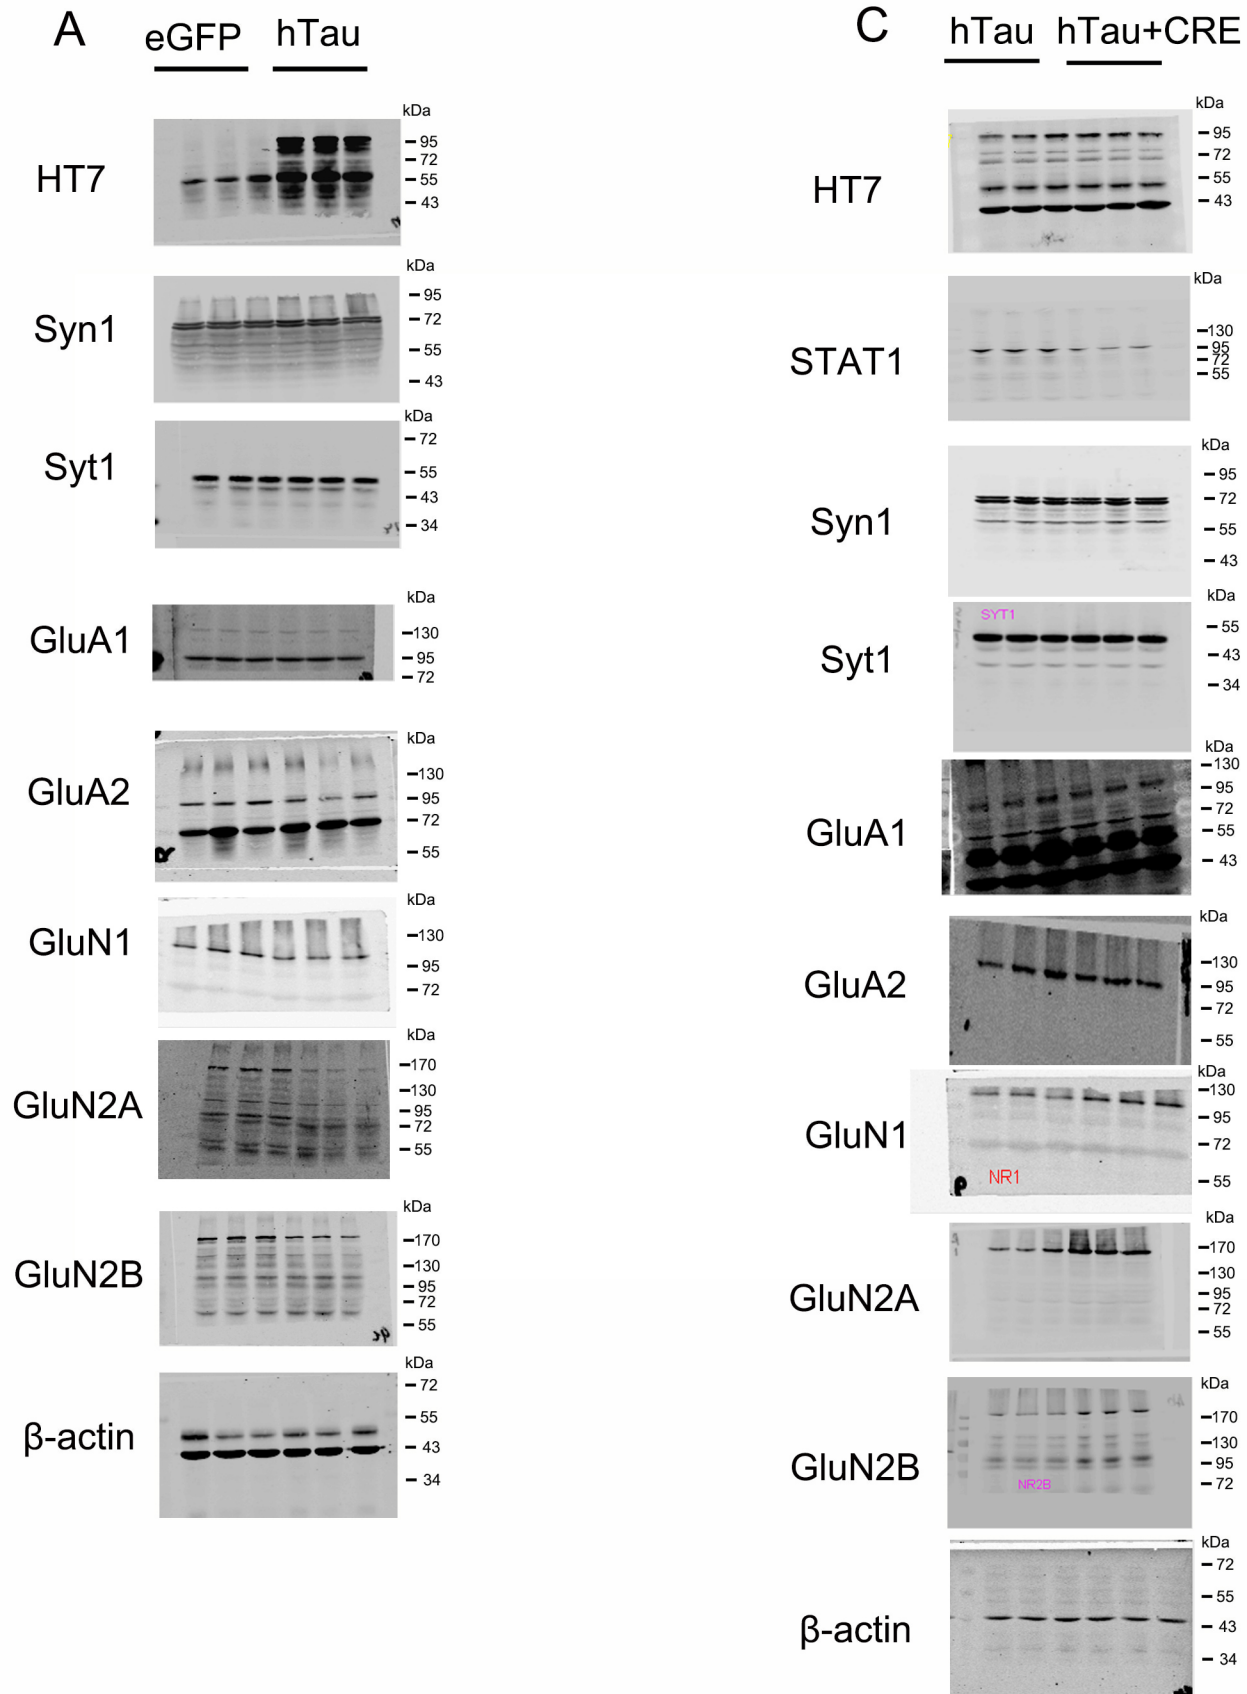 A
eGFP hTau
HT7
kDa
95
72
55
43
Syn1
kDa
95
72
55
43
Syt1
kDa
72
55
43
34
GluA1
kDa
130
95
72
GluA2
kDa
130
95
72
55
GluN1
kDa
130
95
72
GluN2A
kDa
170
130
95
72
55
GluN2B
kDa
170
130
95
72
55
β-actin
kDa
72
55
43
34
C
hTau hTau+CRE
HT7
kDa
95
72
55
43
STAT1
kDa
130
95
72
55
Syn1
kDa
95
72
55
43
Syt1
SYT1
kDa
55
43
34
GluA1
kDa
130
95
72
55
43
GluA2
kDa
130
95
72
55
GluN1
NR1
kDa
130
95
72
55
GluN2A
kDa
170
130
95
72
55
GluN2B
NR2B
kDa
170
130
95
72
β-actin
kDa
72
55
43
34